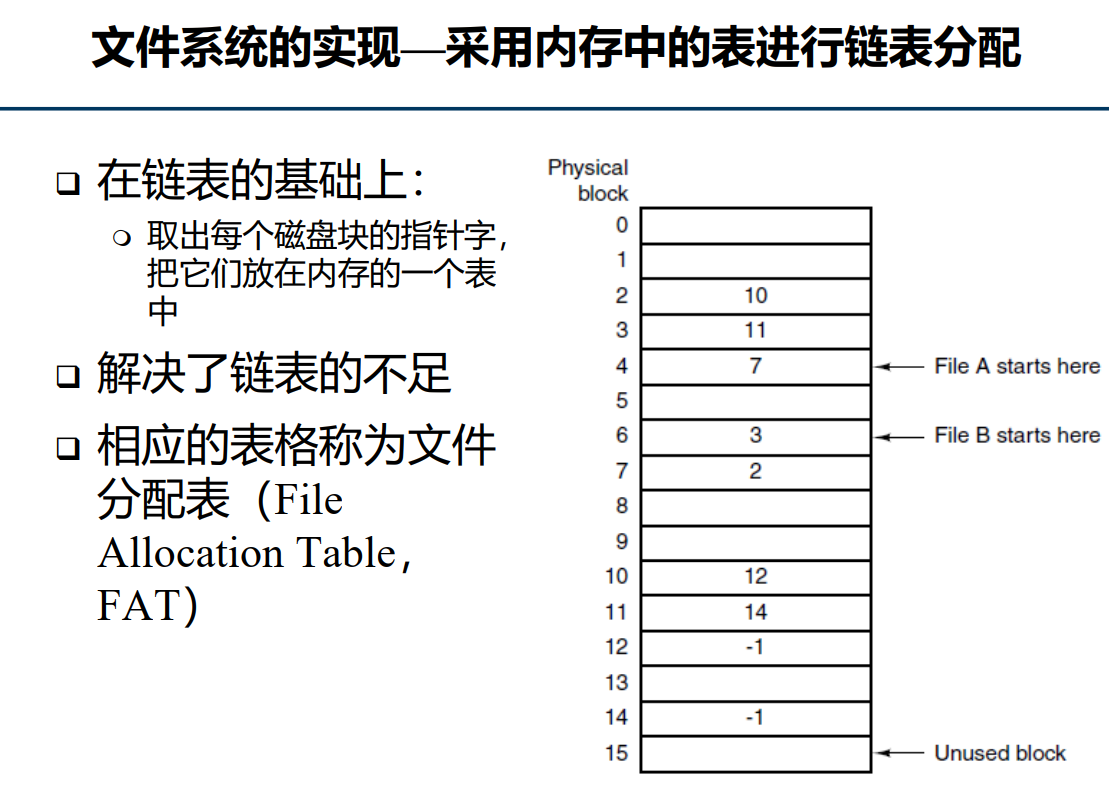 文件系统的实现—采用内存中的表进行链表分配
❑ 在链表的基础上：
❍ 取出每个磁盘块的指针字，
把它们放在内存的一个表
中
❑ 解决了链表的不足
❑ 相应的表格称为文件
分配表（File
Allocation Table，
FAT）
Physical
block
0
1
2 10
3 11
4 7 File A starts here
5
6 3 File B starts here
7 2
8
9
10 12
11 14
12 -1
13
14 -1
15 Unused block